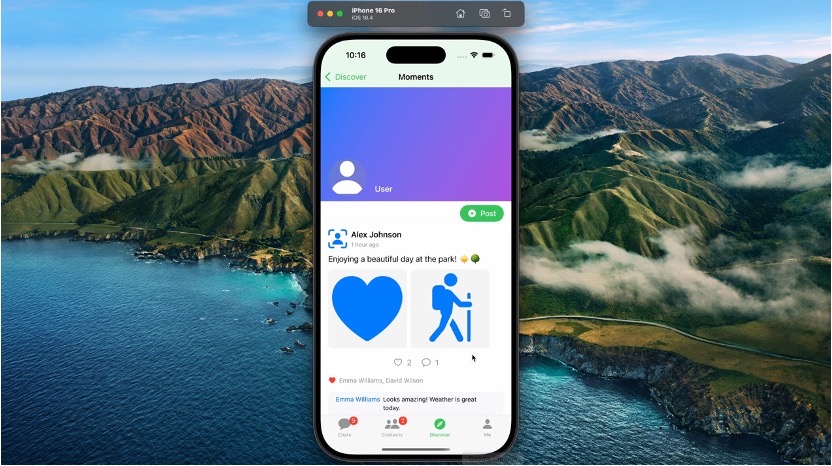 iPhone 16 Pro
iOS 18.4
10:16
Discover
Moments
User
Post
Alex Johnson
1 hour ago
Enjoying a beautiful day at the park! ☀️🌳
2 1
Emma Williams, David Wilson
Emma Williams Looks amazing! Weather is great
today.
2
Chats Contacts Discover Me